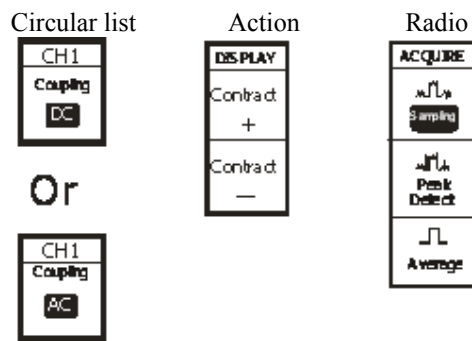 Circular list
Action
Radio
CH1
Coupling
DC
Or
CH1
Coupling
AC
DISPLAY
Contract
+
Contract
—
ACQUIRE
Sampling
Peak
Detect
Average